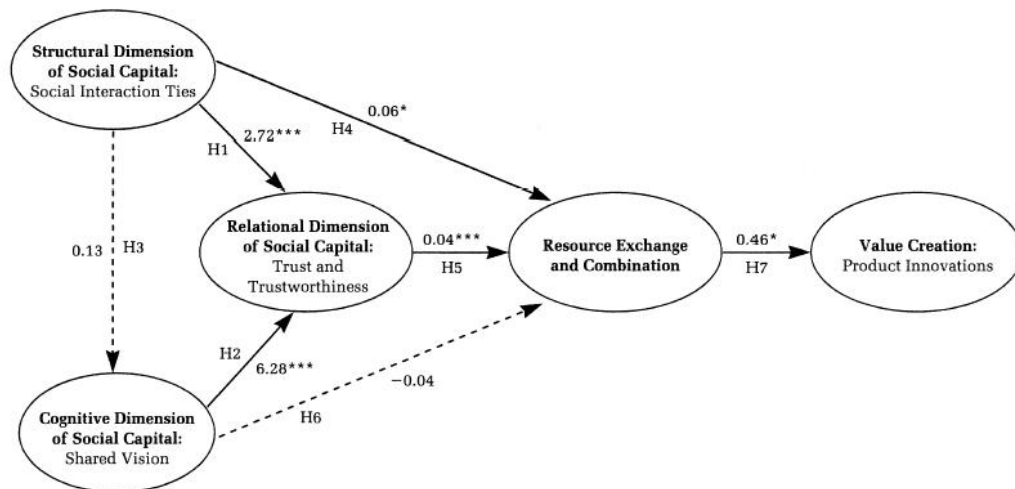 Structural Dimension
of Social Capital:
Social Interaction Ties
0.06*
H4
2.72***
H1
0.13
H3
Relational Dimension
of Social Capital:
Trust and
Trustworthiness
0.04***
H5
Resource Exchange
and Combination
0.46*
H7
Value Creation:
Product Innovations
H2
6.28***
−0.04
H6
Cognitive Dimension
of Social Capital:
Shared Vision